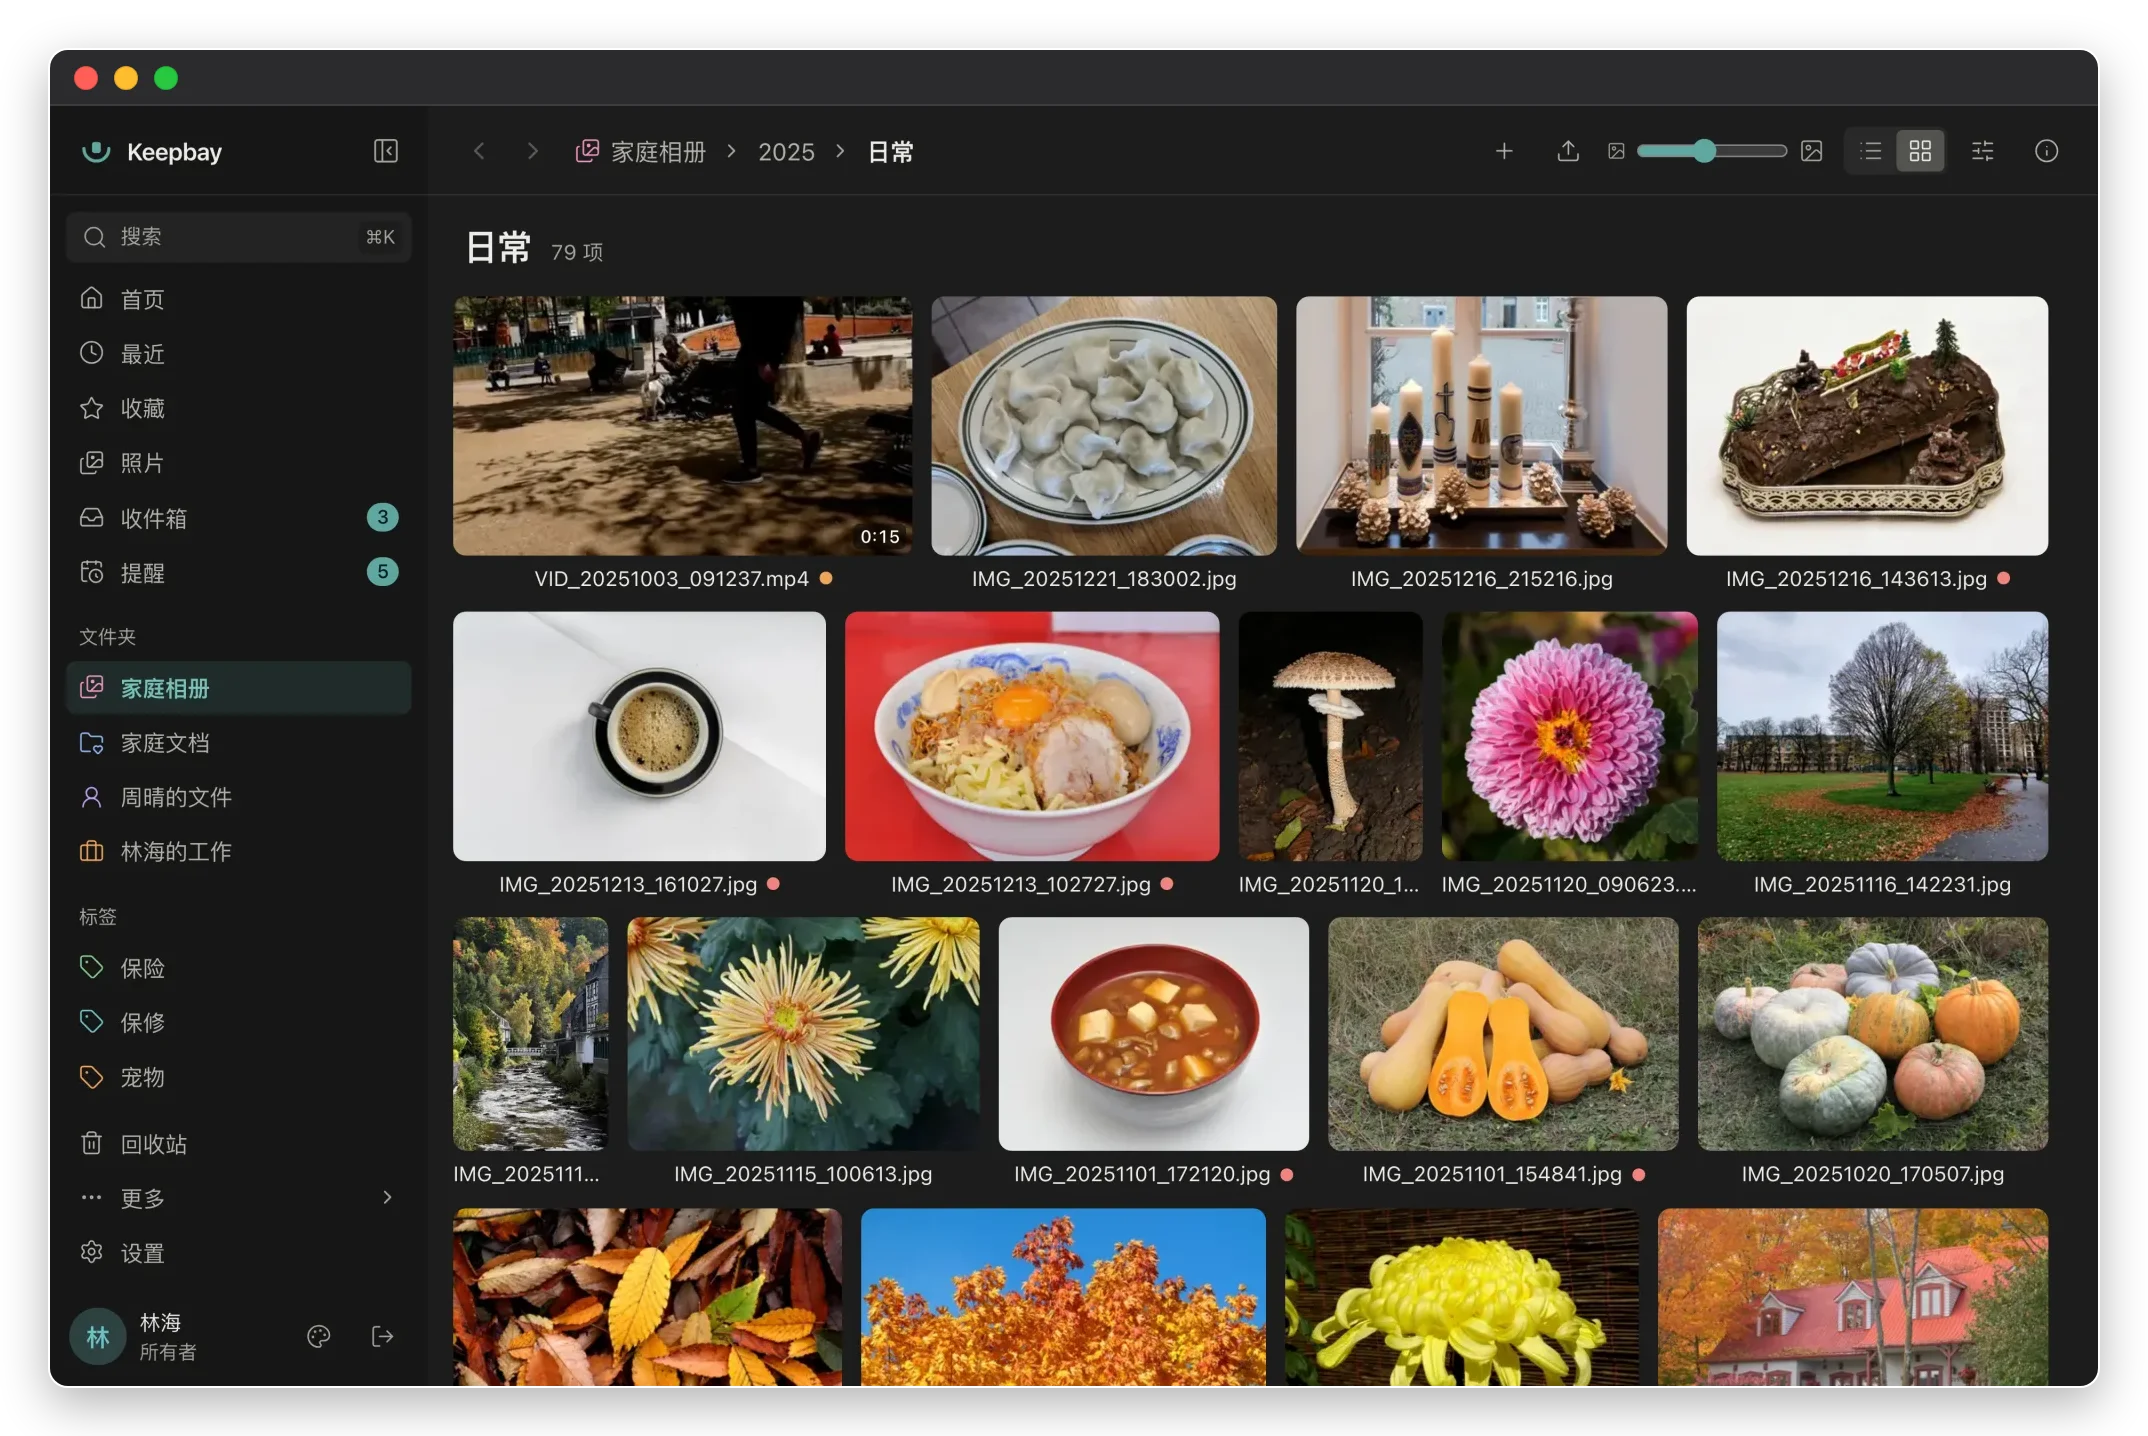 Keepbay
搜索 ⌘K
首页
最近
收藏
照片
收件箱 3
提醒 5
文件夹
家庭相册
家庭文档
周晴的文件
林海的工作
标签
保险
保修
宠物
回收站
更多
设置
林
林海
所有者
家庭相册 2025 日常
日常 79 项
0:15
VID_20251003_091237.mp4
IMG_20251221_183002.jpg
IMG_20251216_215216.jpg
IMG_20251216_143613.jpg
IMG_20251213_161027.jpg
IMG_20251213_102727.jpg
IMG_20251120_1...
IMG_20251120_090623....
IMG_20251116_142231.jpg
IMG_2025111...
IMG_20251115_100613.jpg
IMG_20251101_172120.jpg
IMG_20251101_154841.jpg
IMG_20251020_170507.jpg